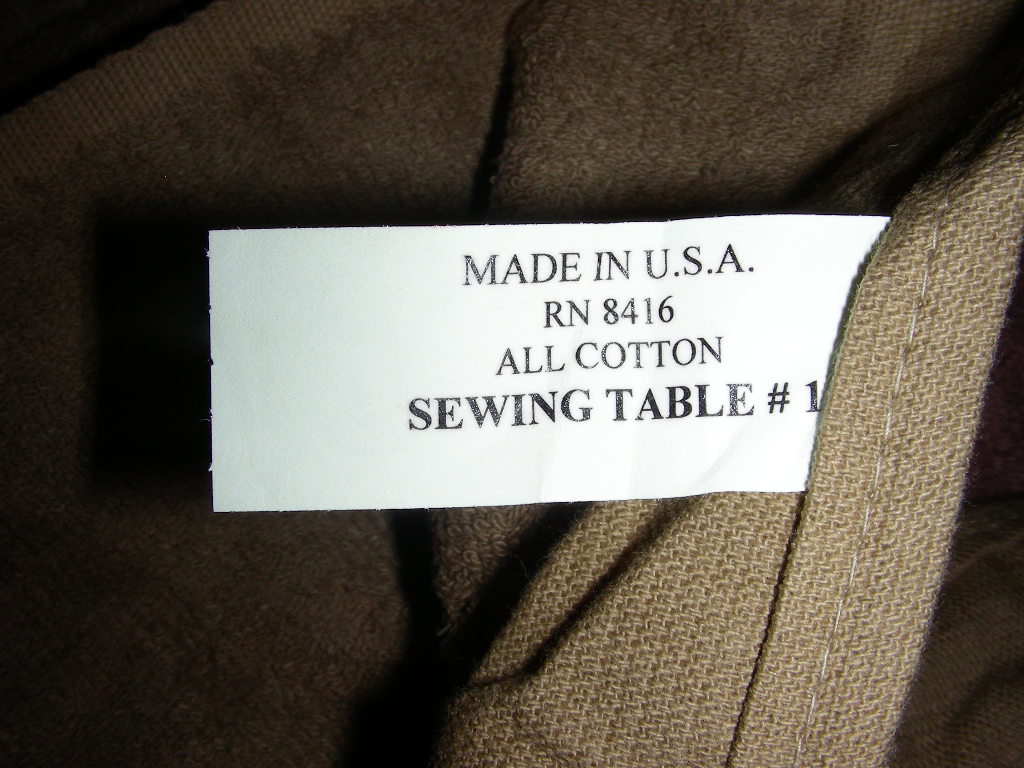 MADE IN U.S.A.
RN 8416
ALL COTTON
SEWING TABLE # 1